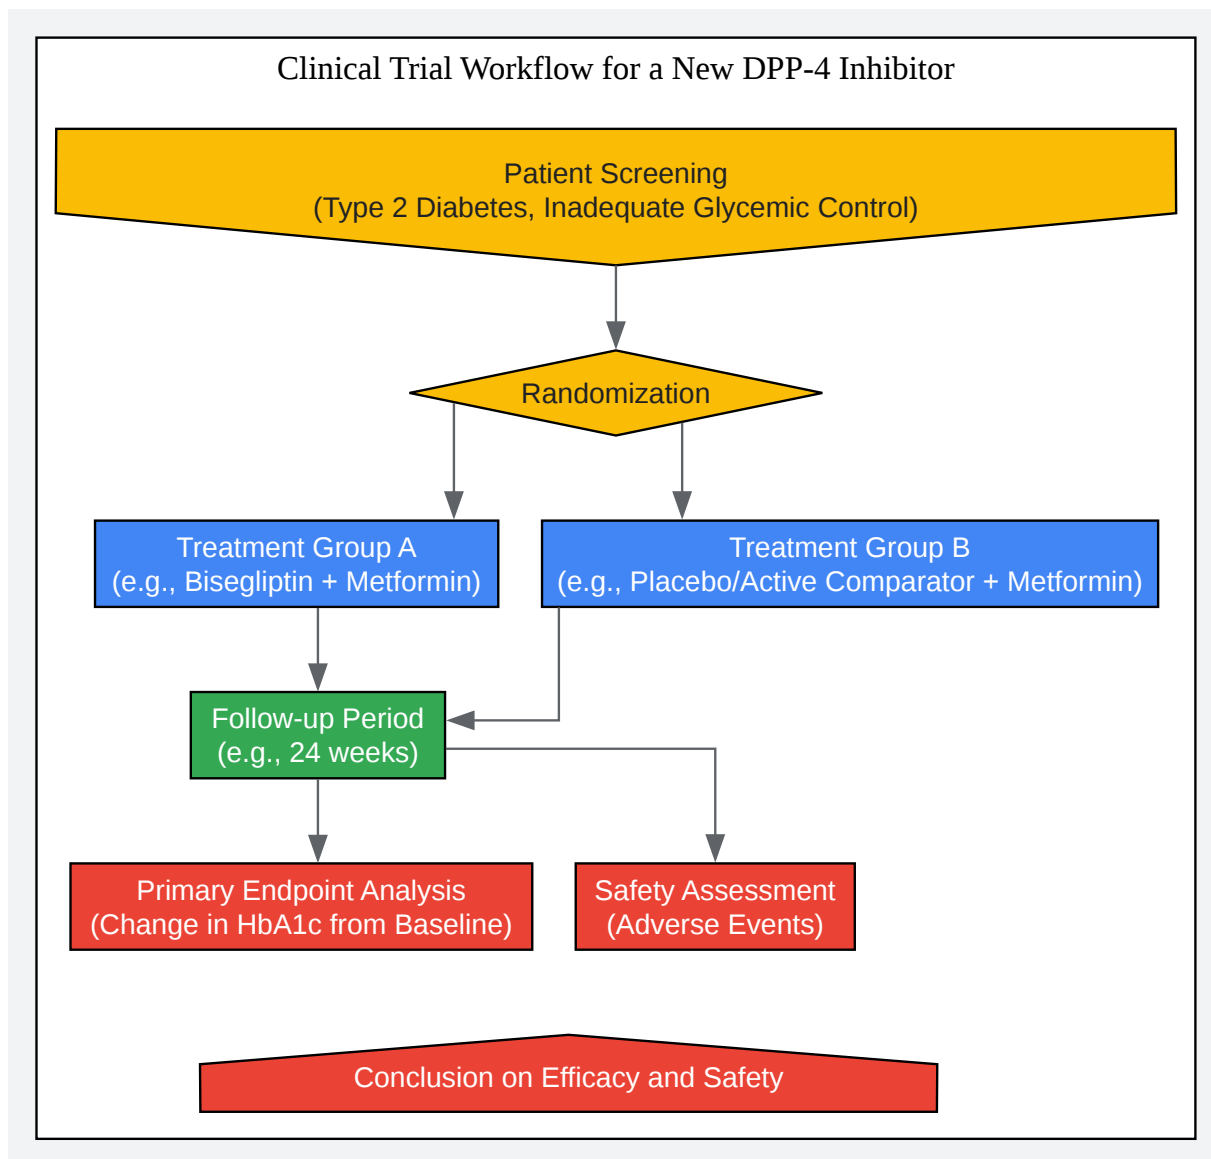 Clinical Trial Workflow for a New DPP-4 Inhibitor
Patient Screening
(Type 2 Diabetes, Inadequate Glycemic Control)
Randomization
Treatment Group A
(e.g., Bisegliptin + Metformin)
Treatment Group B
(e.g., Placebo/Active Comparator + Metformin)
Follow-up Period
(e.g., 24 weeks)
Primary Endpoint Analysis
(Change in HbA1c from Baseline)
Safety Assessment
(Adverse Events)
Conclusion on Efficacy and Safety